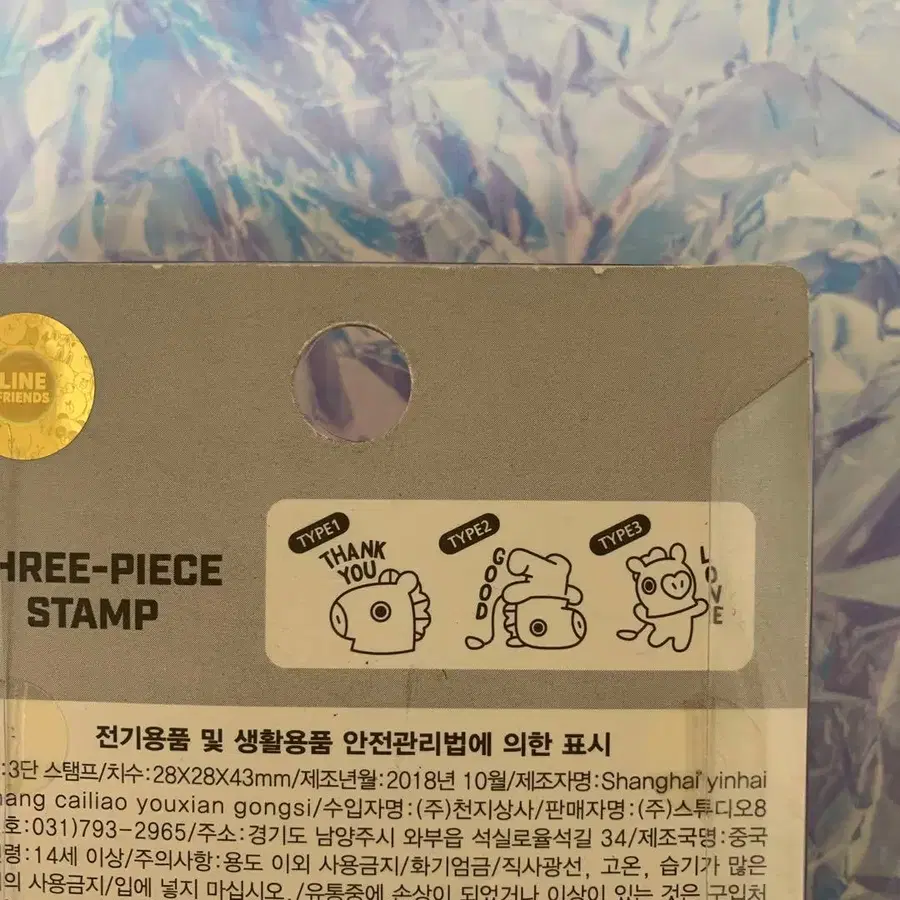 LINE
FRIENDS
THREE-PIECE
STAMP
TYPE1
THANK
YOU
TYPE2
GOOD
TYPE3
LOVE
전기용품 및 생활용품 안전관리법에 의한 표시
:3단 스탬프/치수:28X28X43mm/제조년월:2018년 10월/제조자명:Shanghai yinhai
cailiao youxian gongsi/수입자명:(주)천지상사/판매자명:(주)스튜디오8
호:031)793-2965/주소:경기도 남양주시 와부읍 석실로율석길 34/제조국명:중국
령:14세 이상/주의사항:용도 이외 사용금지/화기엄금/직사광선, 고온, 습기가 많은
의 사용금지/입에 넣지 마십시오./유통중에 손상이 되었거나 이상이 있는 것은 구입처